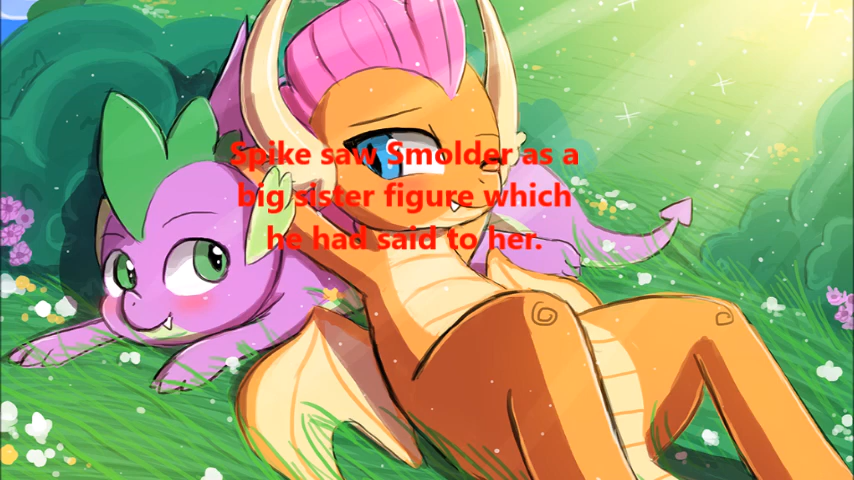 Spike saw Smolder as a
big sister figure which
he had said to her.